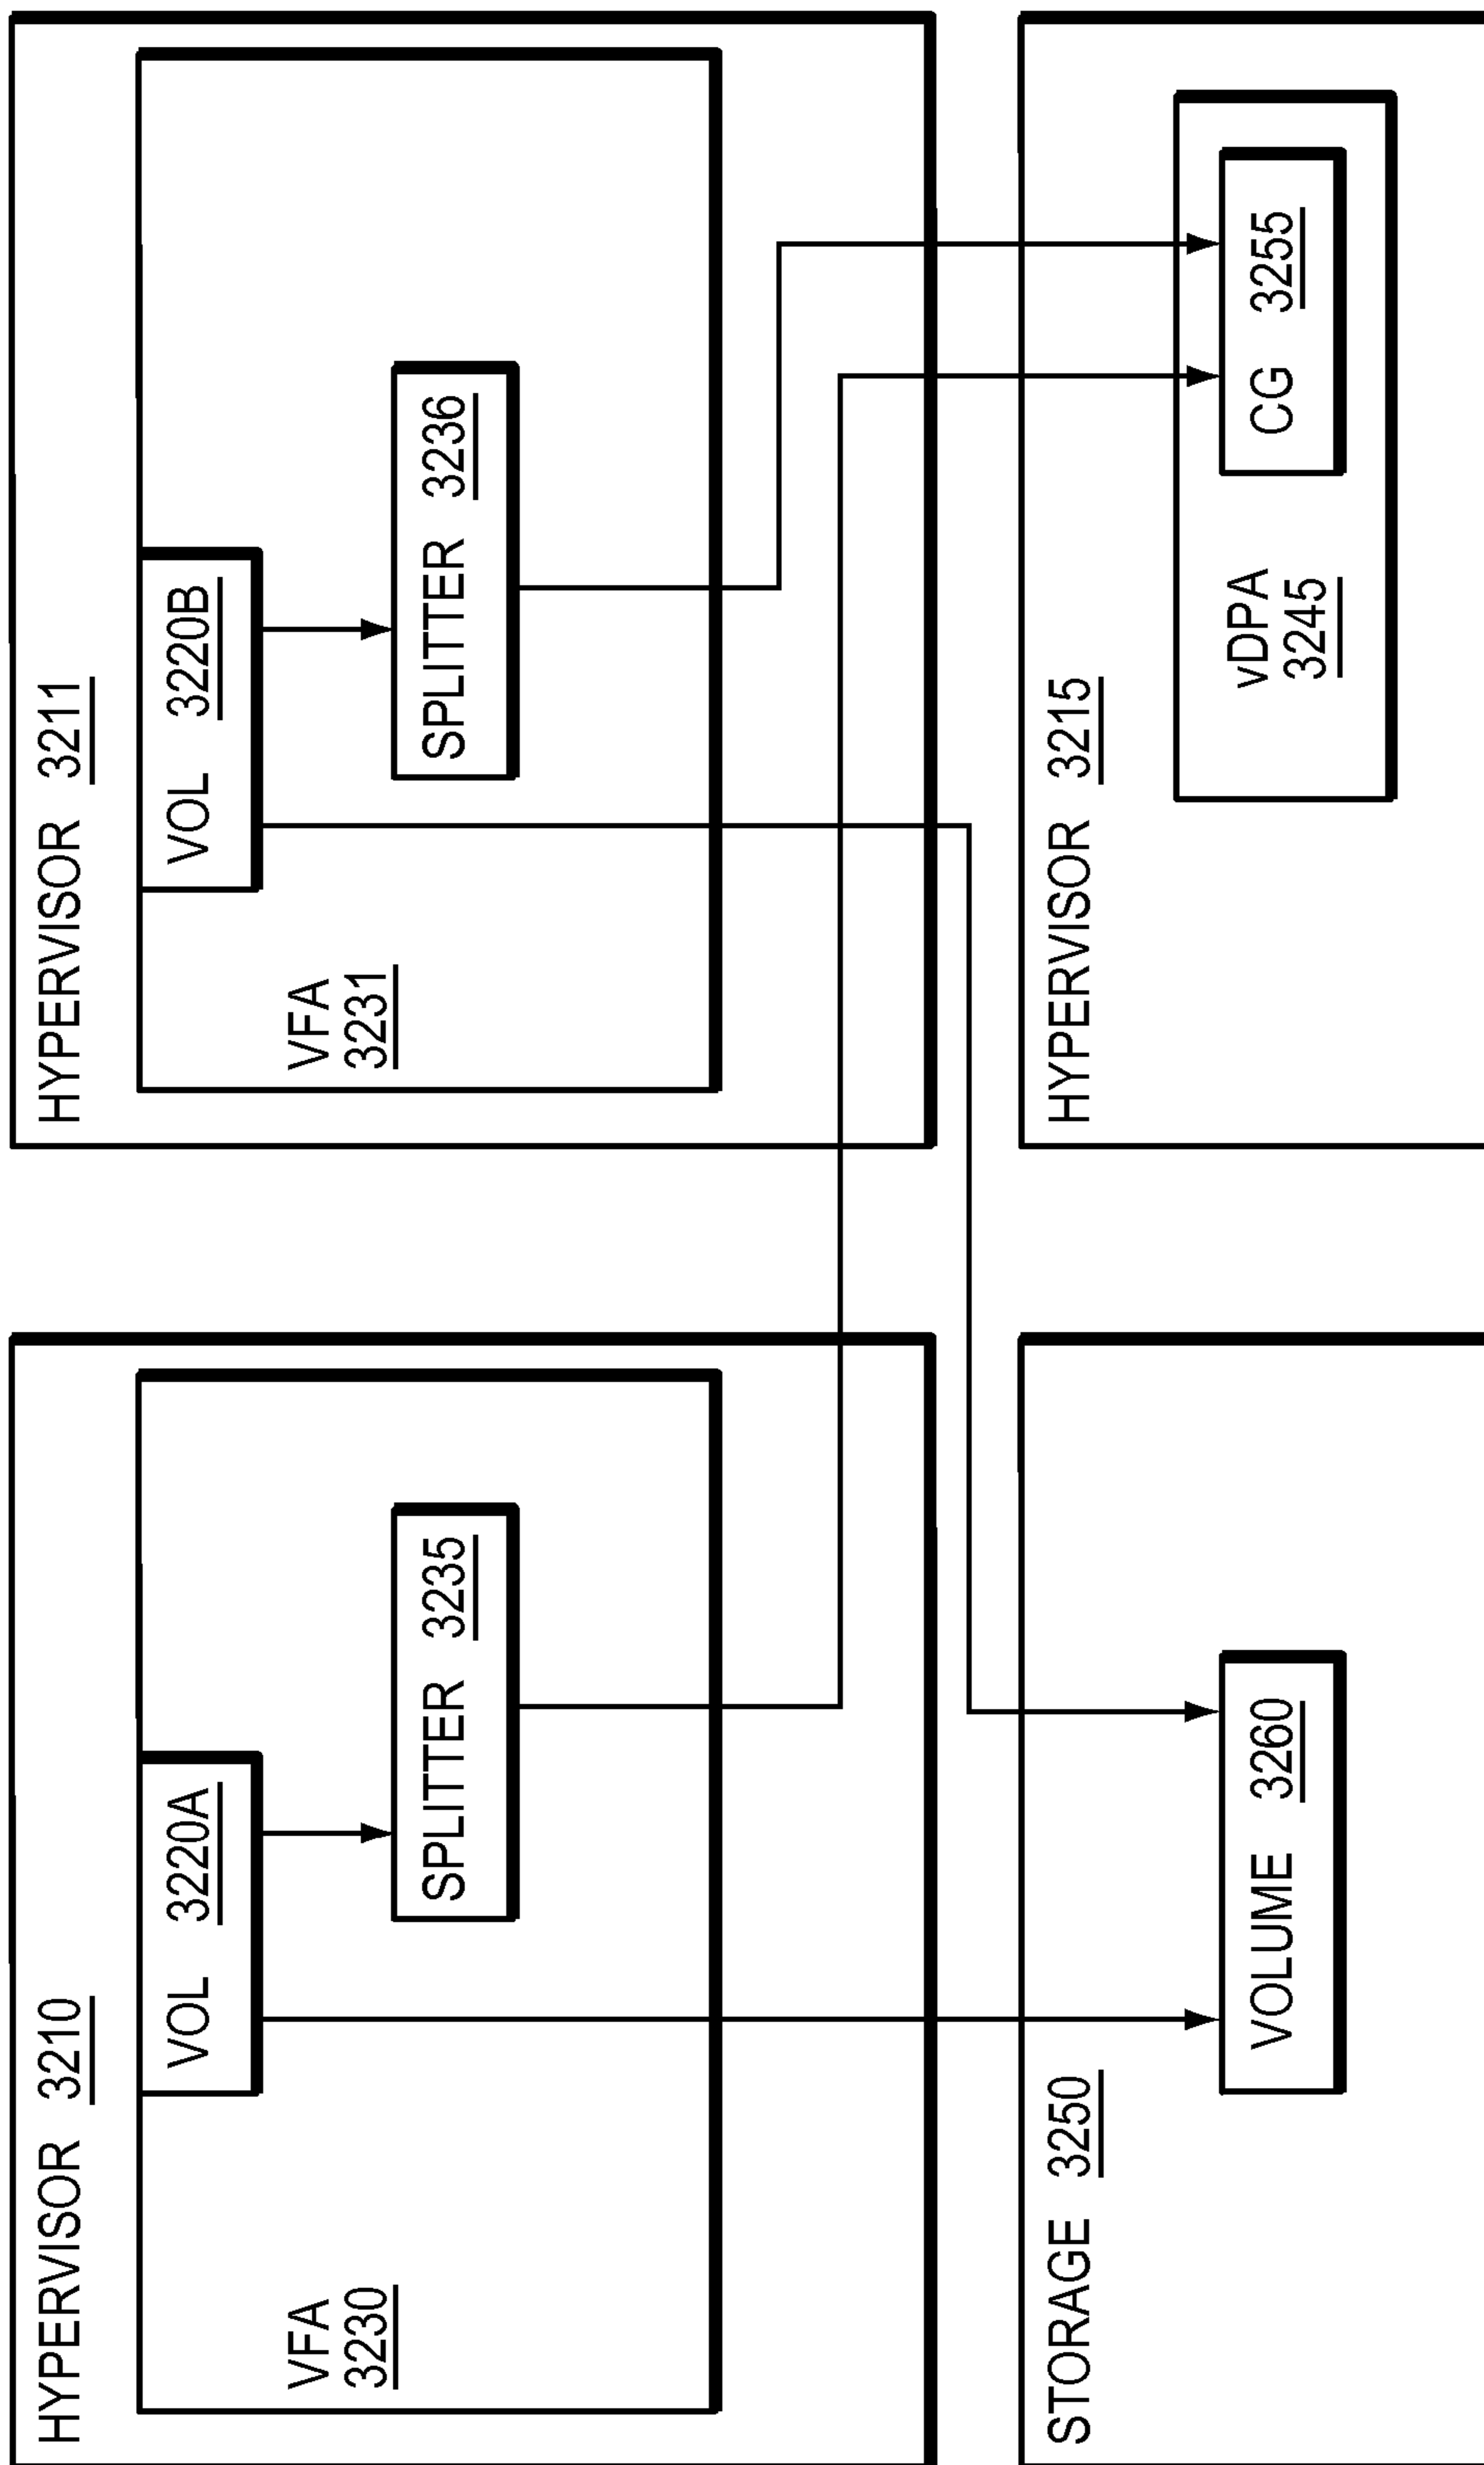 HYPERVISOR 3210
VOL 3220A
VFA
3230
SPLITTER 3235
HYPERVISOR 3211
VOL 3220B
VFA
3231
SPLITTER 3236
STORAGE 3250
VOLUME 3260
HYPERVISOR 3215
vDPA
3245
CG 3255